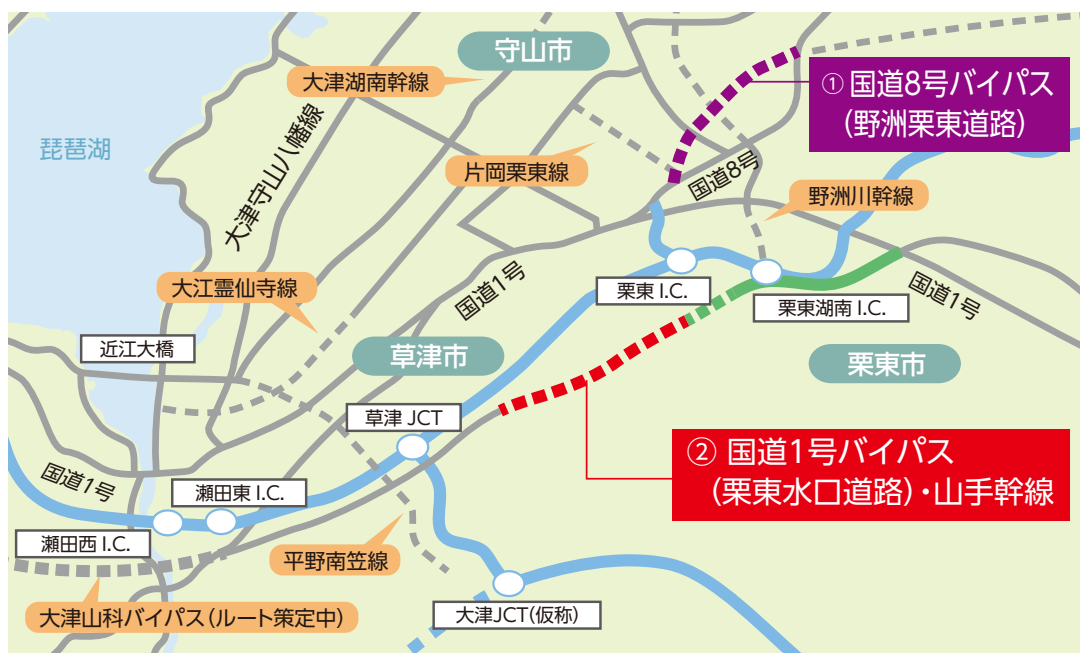 守山市
大津湖南幹線
① 国道8号バイパス
(野洲栗東道路)
琵琶湖
大津守山八幡線
片岡栗東線
国道8号
野洲川幹線
大江霊仙寺線
国道1号
栗東 I.C.
栗東湖南 I.C.
国道1号
近江大橋
草津市
栗東市
草津 JCT
② 国道1号バイパス
(栗東水口道路)・山手幹線
国道1号
瀬田東 I.C.
瀬田西 I.C.
平野南笠線
大津山科バイパス(ルート策定中)
大津JCT(仮称)